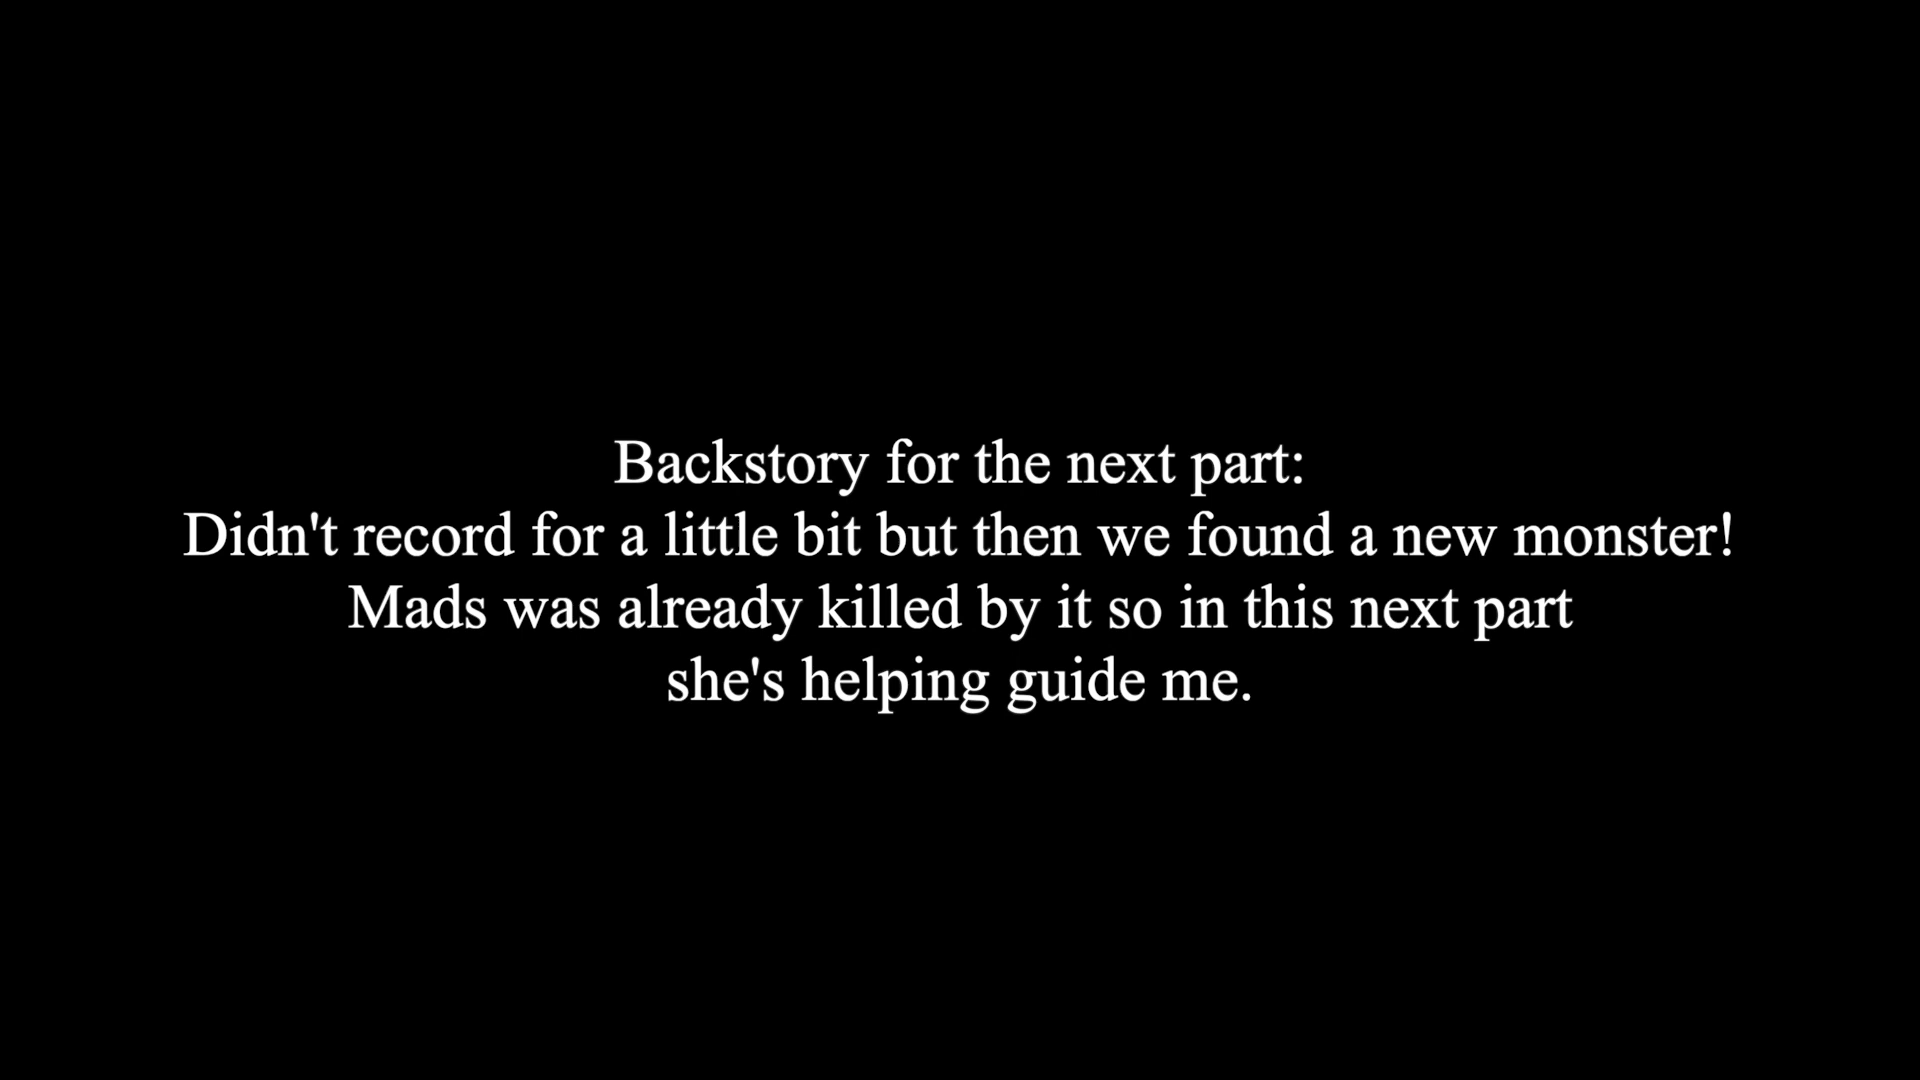 Backstory for the next part:
Didn't record for a little bit but then we found a new monster!
Mads was already killed by it so in this next part
she's helping guide me.